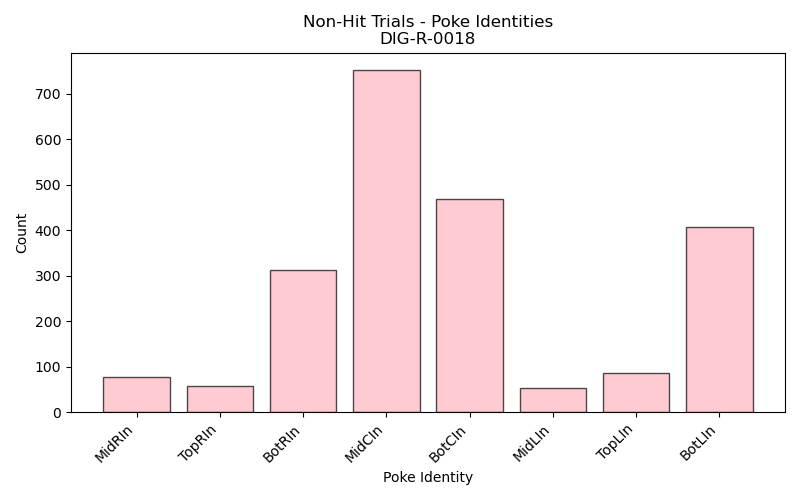 Non-Hit Trials - Poke Identities
DIG-R-0018
700
600
500
400
300
200
100
0
Count
MidRIn
TopRIn
BotRIn
MidCIn
BotCIn
MidLIn
TopLIn
BotLIn
Poke Identity